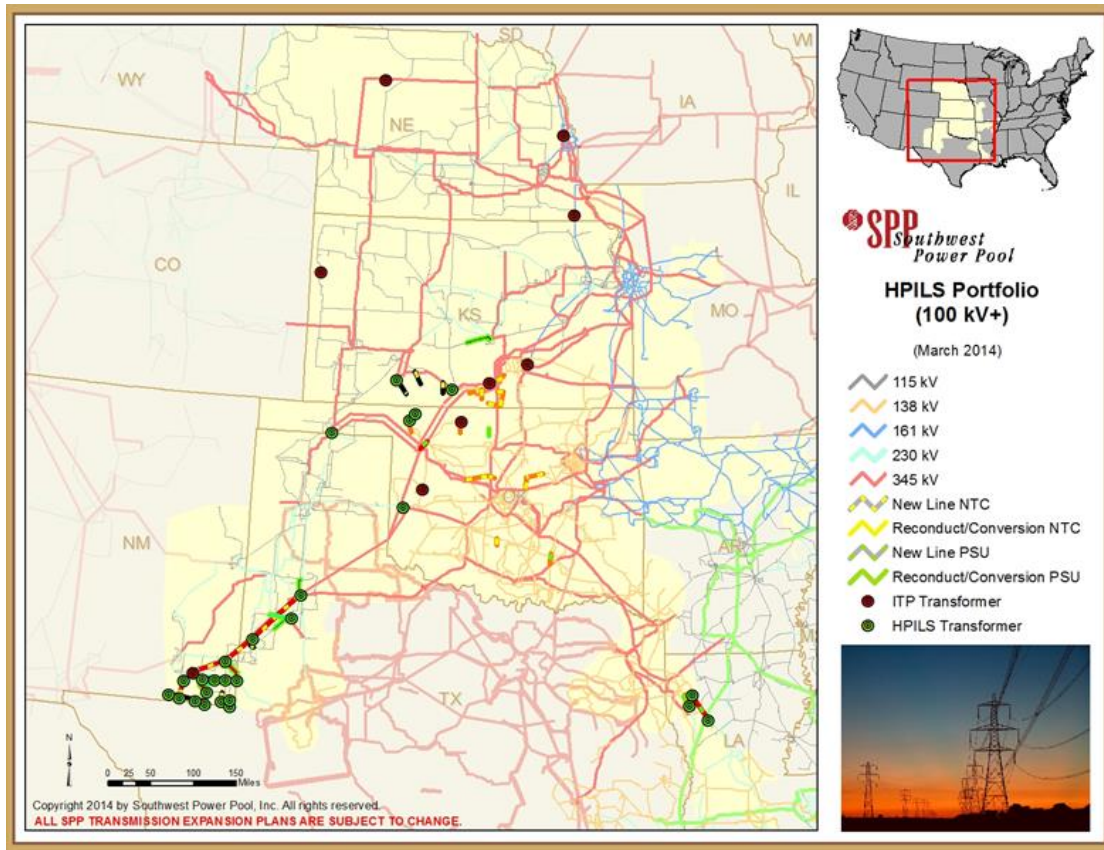 SD
WY
WI
IA
NE
IL
CO
KS
MO
OK
NM
AR
TX
LA
N
0 25 50 100 150
Miles
Copyright 2014 by Southwest Power Pool, Inc. All rights reserved.
ALL SPP TRANSMISSION EXPANSION PLANS ARE SUBJECT TO CHANGE.
SPP
Southwest
Power Pool
HPILS Portfolio
(100 kV+)
(March 2014)
115 kV
138 kV
161 kV
230 kV
345 kV
New Line NTC
Reconduct/Conversion NTC
New Line PSU
Reconduct/Conversion PSU
ITP Transformer
HPILS Transformer